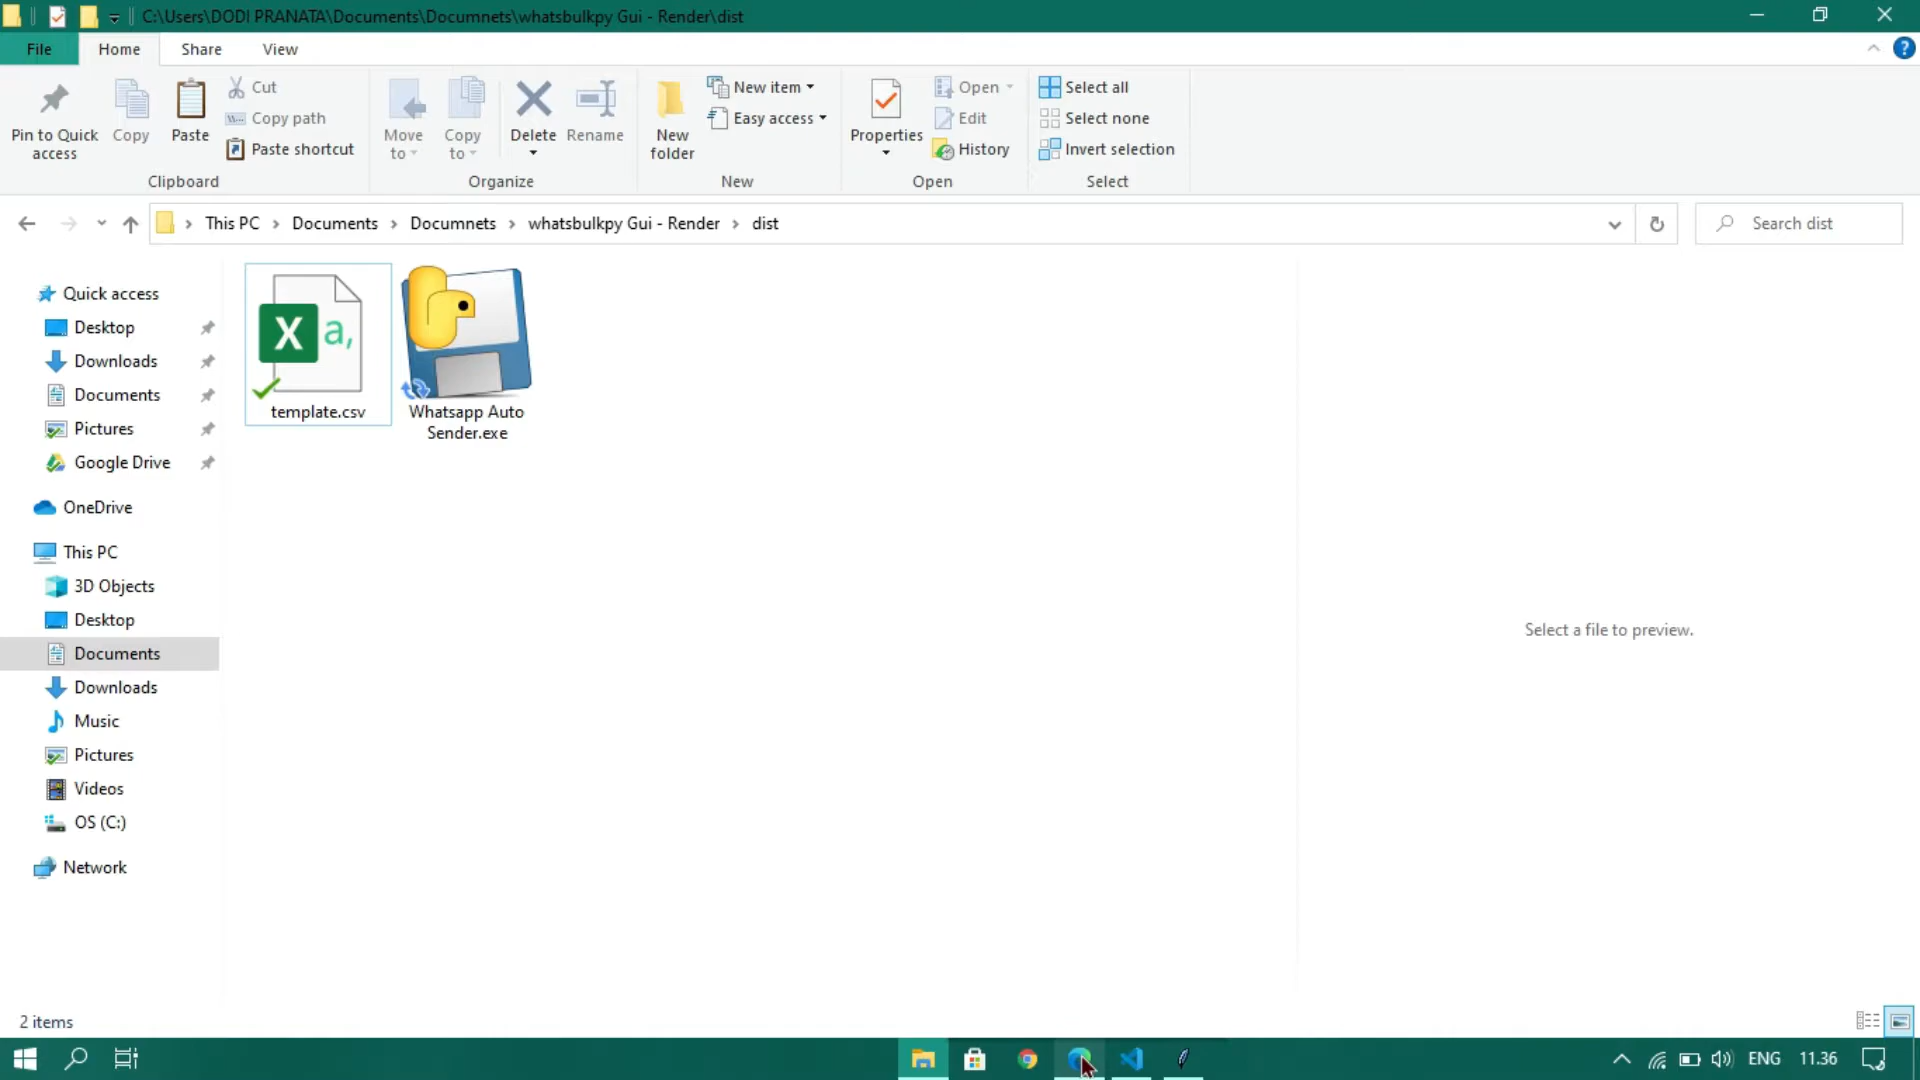 C:\Users\DODI PRANATA\Documents\Documnets\whatsbulkpy Gui - Render\dist
File
Home
Share
View
Pin to Quick access
Copy
Paste
Cut
Copy path
Paste shortcut
Clipboard
Move to
Copy to
Delete
Rename
Organize
New folder
New item
Easy access
New
Properties
Open
Edit
History
Open
Select all
Select none
Invert selection
Select
This PC
Documents
Documnets
whatsbulkpy Gui - Render
dist
Search dist
Quick access
Desktop
Downloads
Documents
Pictures
Google Drive
OneDrive
This PC
3D Objects
Desktop
Documents
Downloads
Music
Pictures
Videos
OS (C:)
Network
X a,
template.csv
Whatsapp Auto
Sender.exe
Select a file to preview.
2 items
ENG
11.36